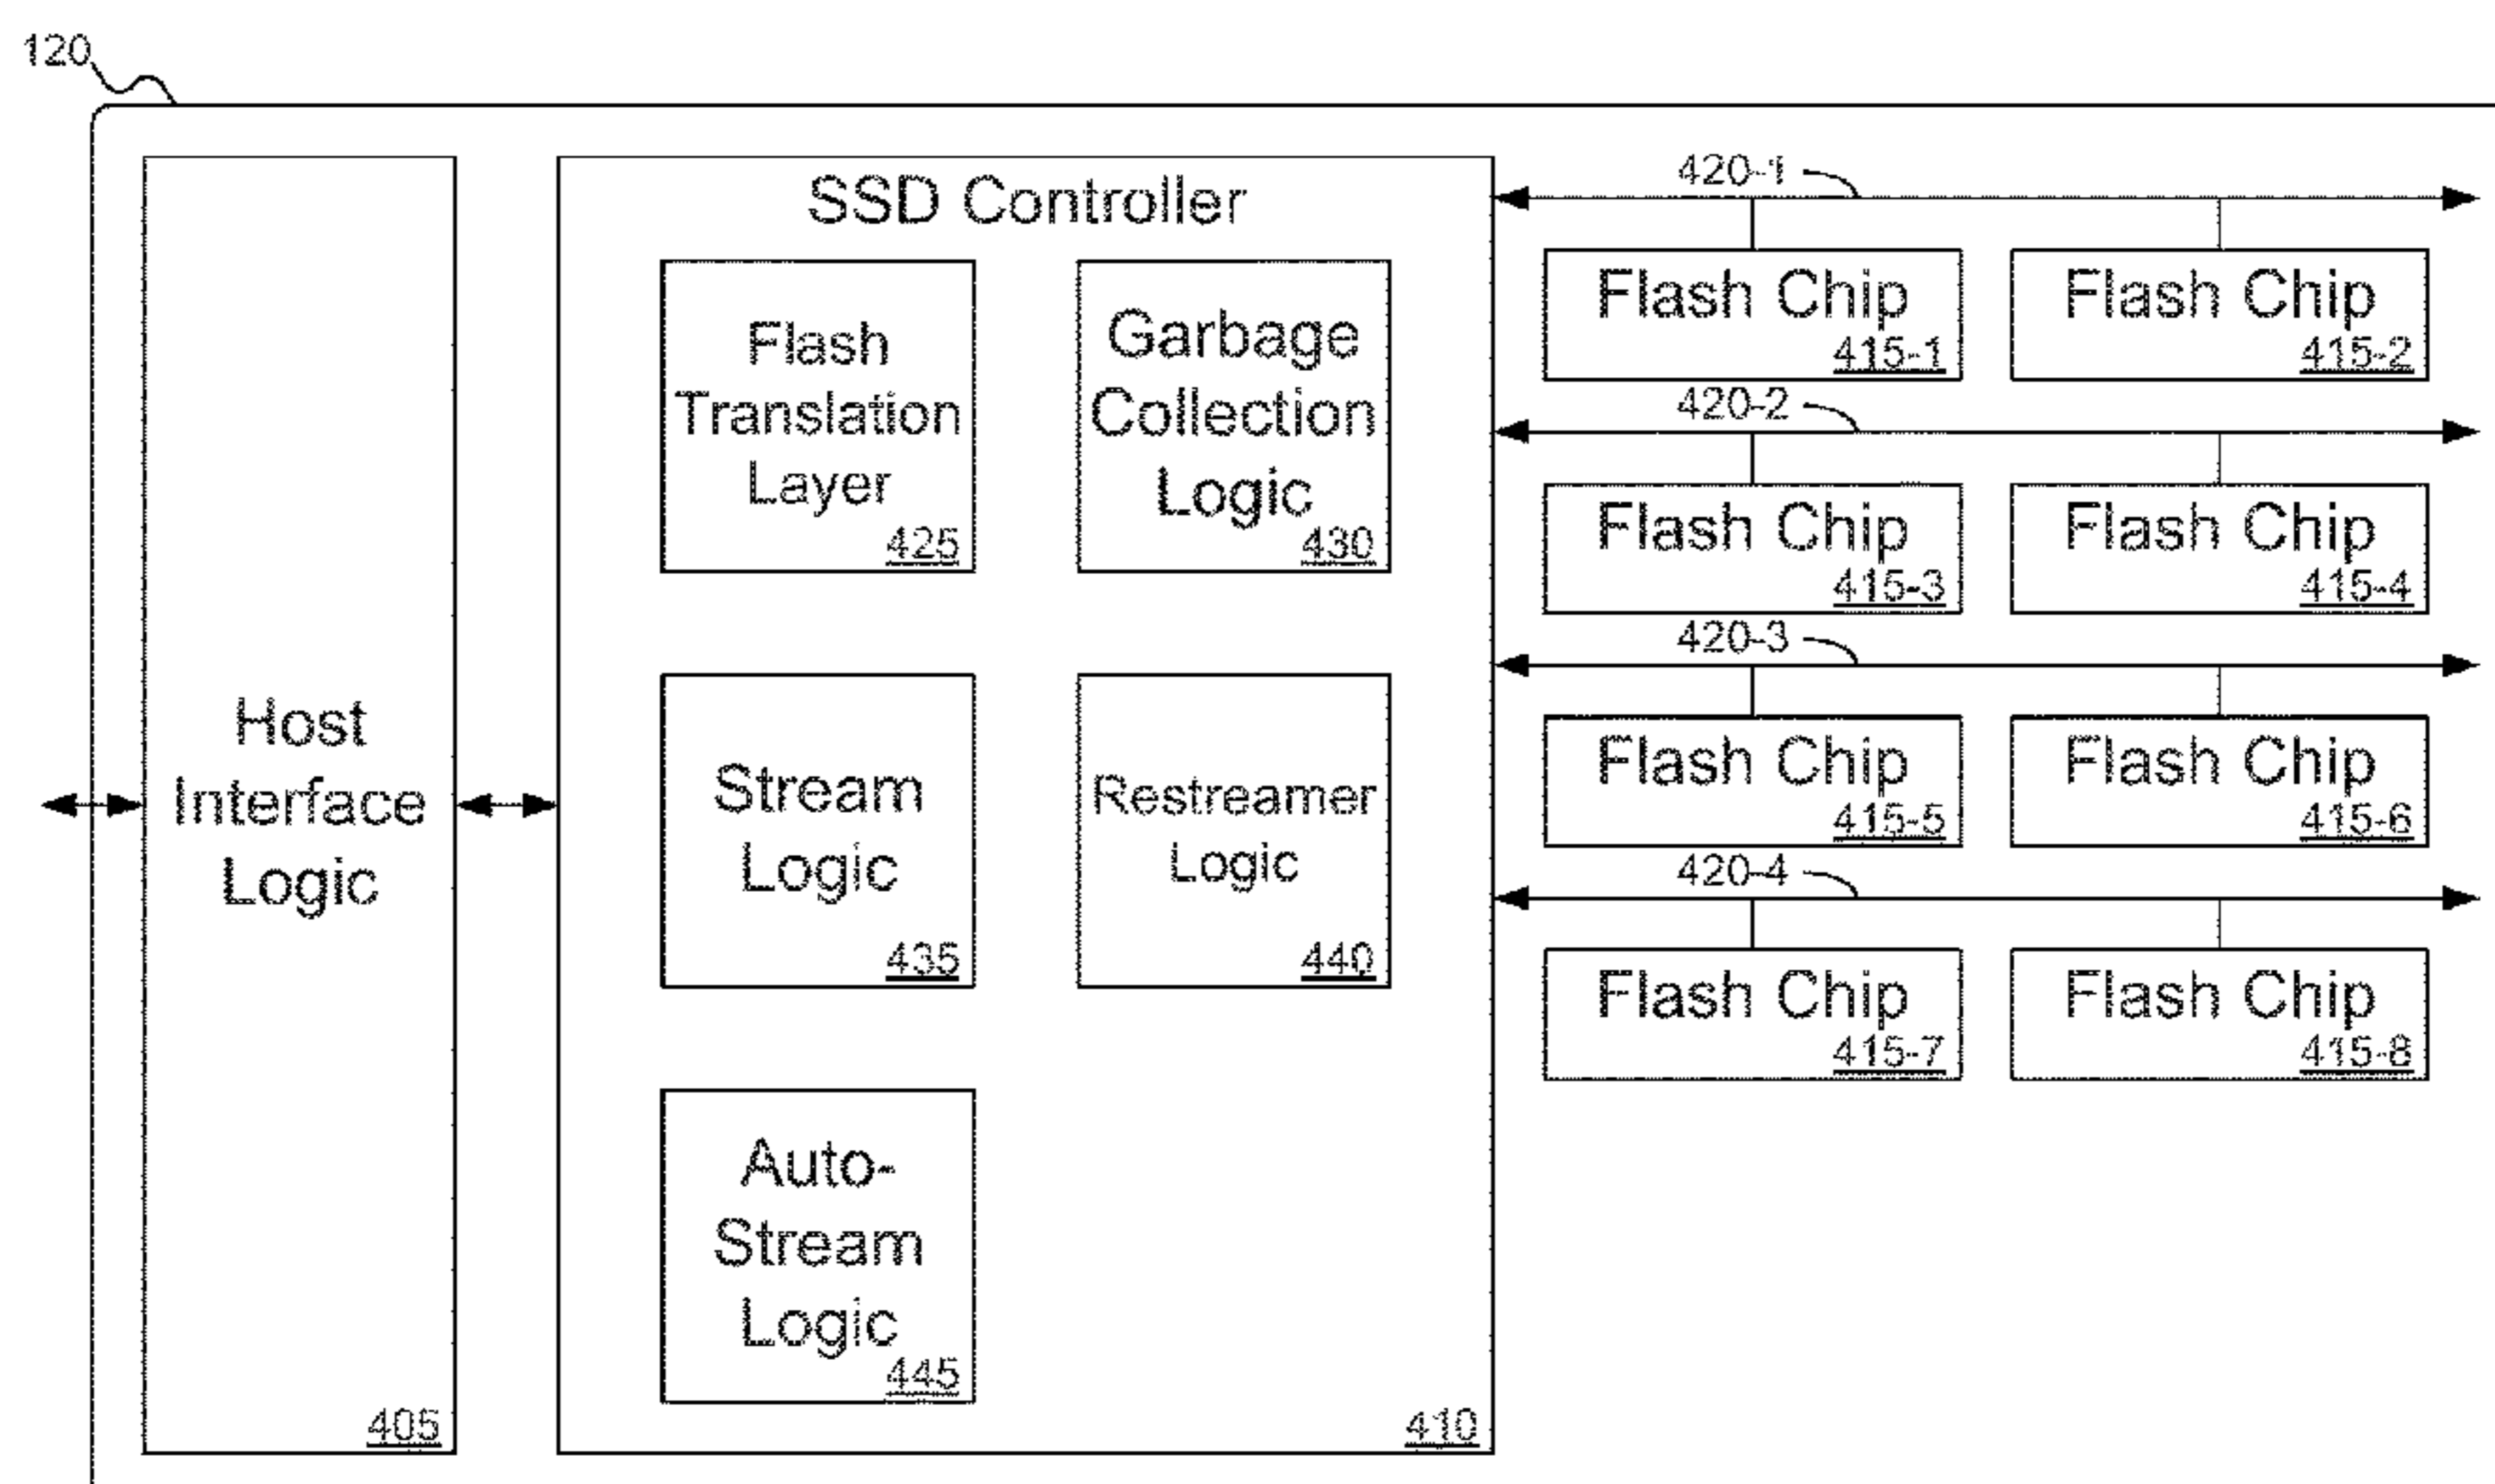 120
SSD Controller
Host
Interface
Logic
405
Flash
Translation
Layer
425
Garbage
Collection
Logic
430
Stream
Logic
435
Restreamer
Logic
440
Auto-
Stream
Logic
445
410
420-1
Flash Chip
415-1
Flash Chip
415-2
420-2
Flash Chip
415-3
Flash Chip
415-4
420-3
Flash Chip
415-5
Flash Chip
415-6
420-4
Flash Chip
415-7
Flash Chip
415-8